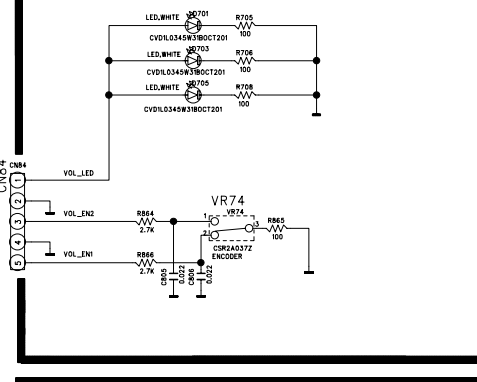 LED,WHITE D701 R705
CVD1L0345W31BOCT201 100
LED,WHITE D703 R706
CVD1L0345W31BOCT201 100
LED,WHITE D705 R708
CVD1L0345W31BOCT201 100
CN84
CN84
1 VOL_LED
2
3 VOL_EN2 R864 2.7K
4
5 VOL_EN1 R866 2.7K
VR74
VR74
1
2
3
R865
100
CSR2A037Z
ENCODER
C805 0.022
C806 0.022